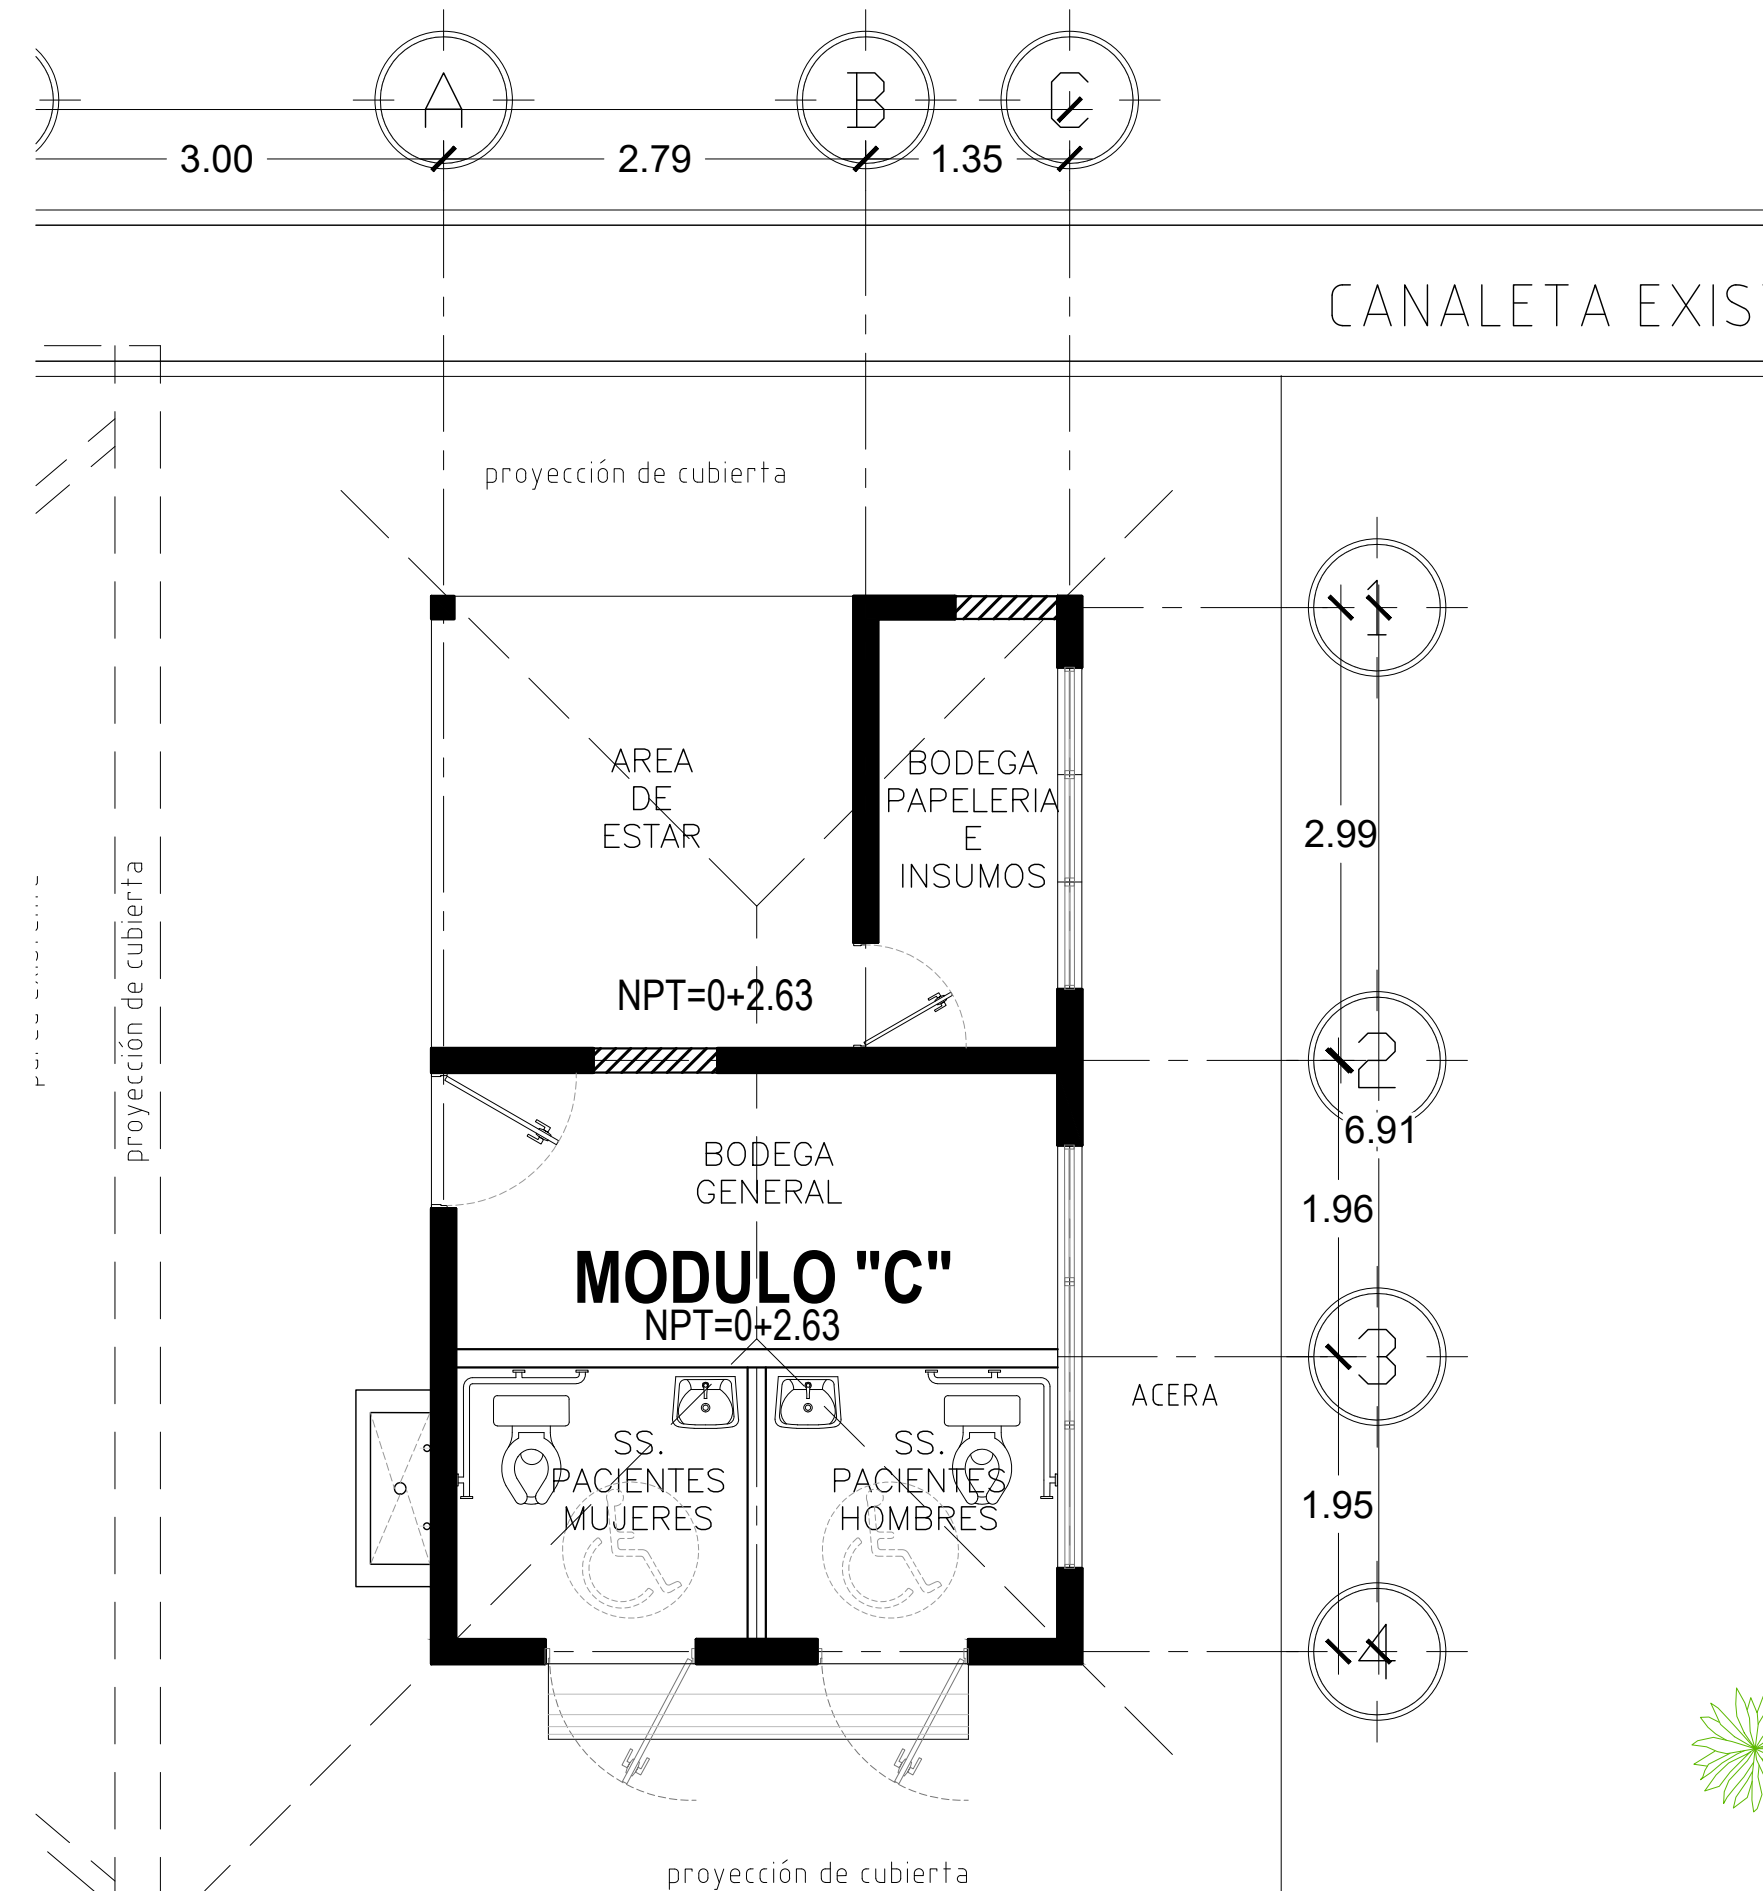 A
B
C
3.00
2.79
1.35
CANALETA EXIS
proyección de cubierta
1
AREA
DE
ESTAR
BODEGA
PAPELERIA
E
INSUMOS
2.99
proyección de cubierta
NPT=0+2.63
2
6.91
BODEGA
GENERAL
1.96
MODULO "C"
NPT=0+2.63
3
ACERA
SS.
PACIENTES
MUJERES
SS.
PACIENTES
HOMBRES
1.95
4
proyección de cubierta